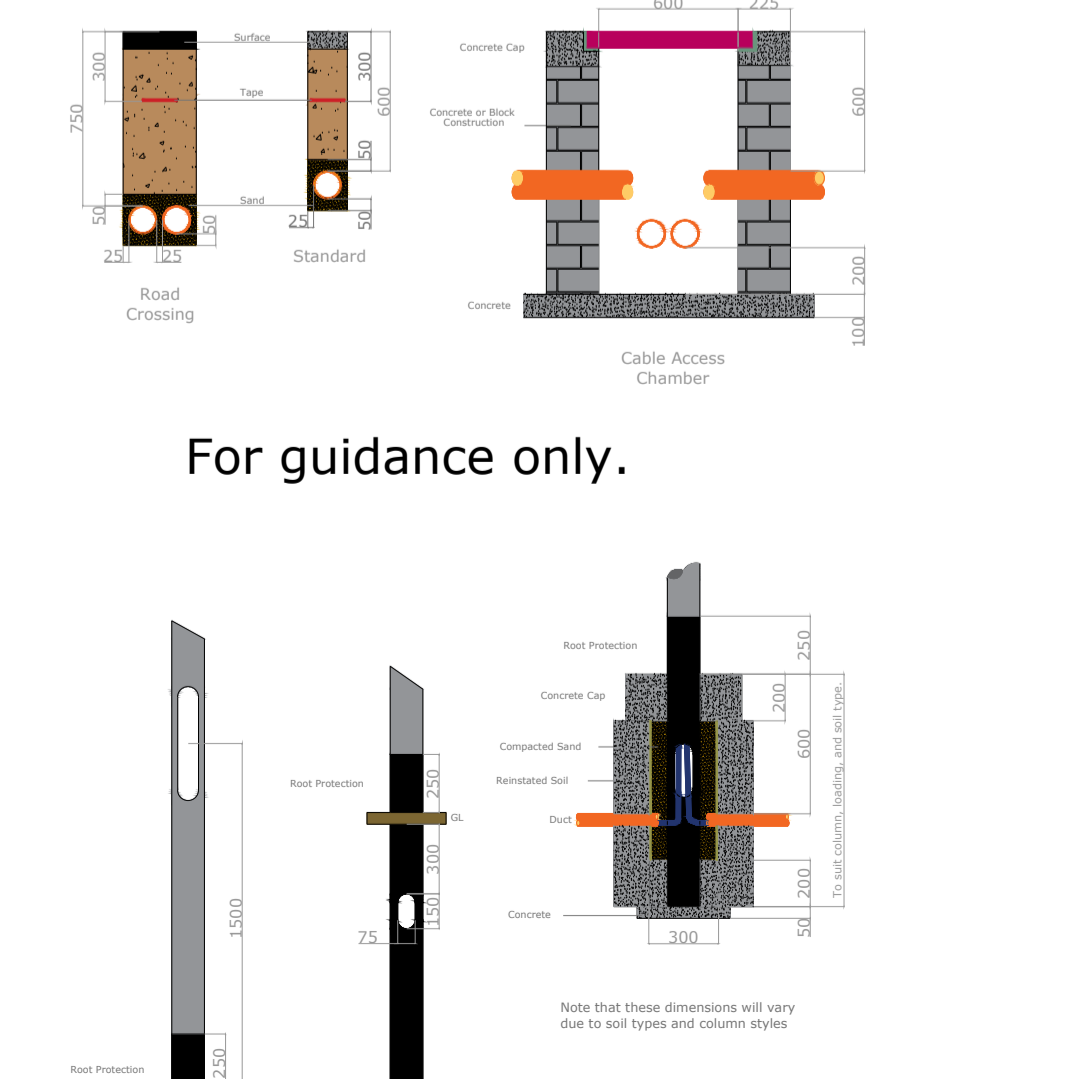 600
225
Surface
300
300
Concrete Cap
Tape
750
600
600
Concrete or Block
Construction
50
Sand
50
50
25
50
25
25
Standard
200
Road
Crossing
Concrete
100
Cable Access
Chamber
For guidance only.
Root Protection
250
Concrete Cap
200
600
To suit column, loading, and soil type.
Compacted Sand
Root Protection
250
Reinstated Soil
GL
Duct
300
200
150
1500
Concrete
50
75
300
Note that these dimensions will vary
due to soil types and column styles
250
Root Protection